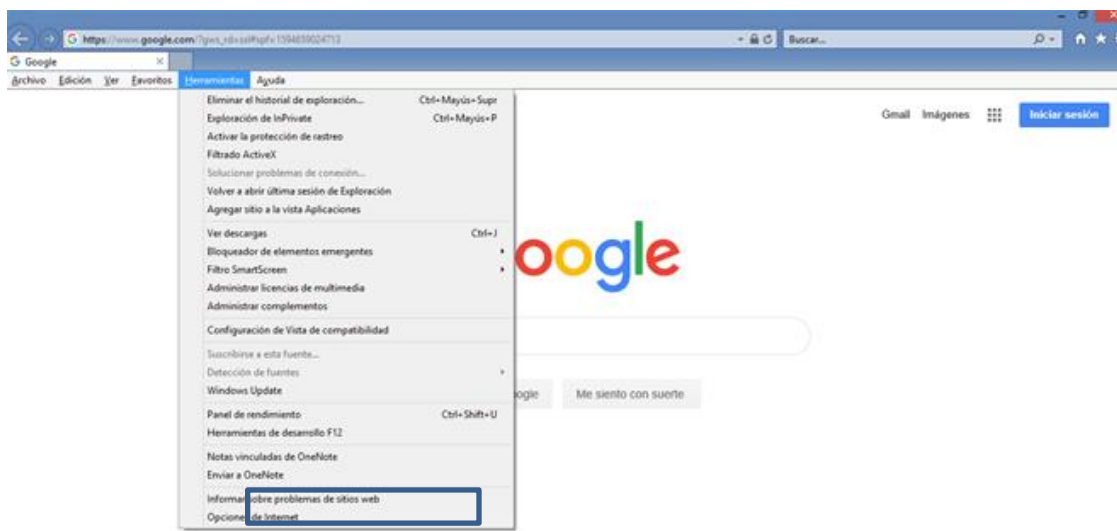 https://www.google.com/?gws_rd=ssl#spf=1594659024713
Buscar...
Google
Archivo Edición Ver Favoritos Herramientas Ayuda
Eliminar el historial de exploración... Ctrl+Mayús+Supr
Exploración de InPrivate Ctrl+Mayús+P
Activar la protección de rastreo
Filtrado ActiveX
Solucionar problemas de conexión...
Volver a abrir última sesión de Exploración
Agregar sitio a la vista Aplicaciones
Ver descargas Ctrl+J
Bloqueador de elementos emergentes
Filtro SmartScreen
Administrar licencias de multimedia
Administrar complementos
Configuración de Vista de compatibilidad
Suscribirse a esta fuente...
Detección de fuentes
Windows Update
Panel de rendimiento Ctrl+Shift+U
Herramientas de desarrollo F12
Notas vinculadas de OneNote
Enviar a OneNote
Informar sobre problemas de sitios web
Opciones de Internet
Gmail Imágenes Iniciar sesión
oogle
ogle Me siento con suerte